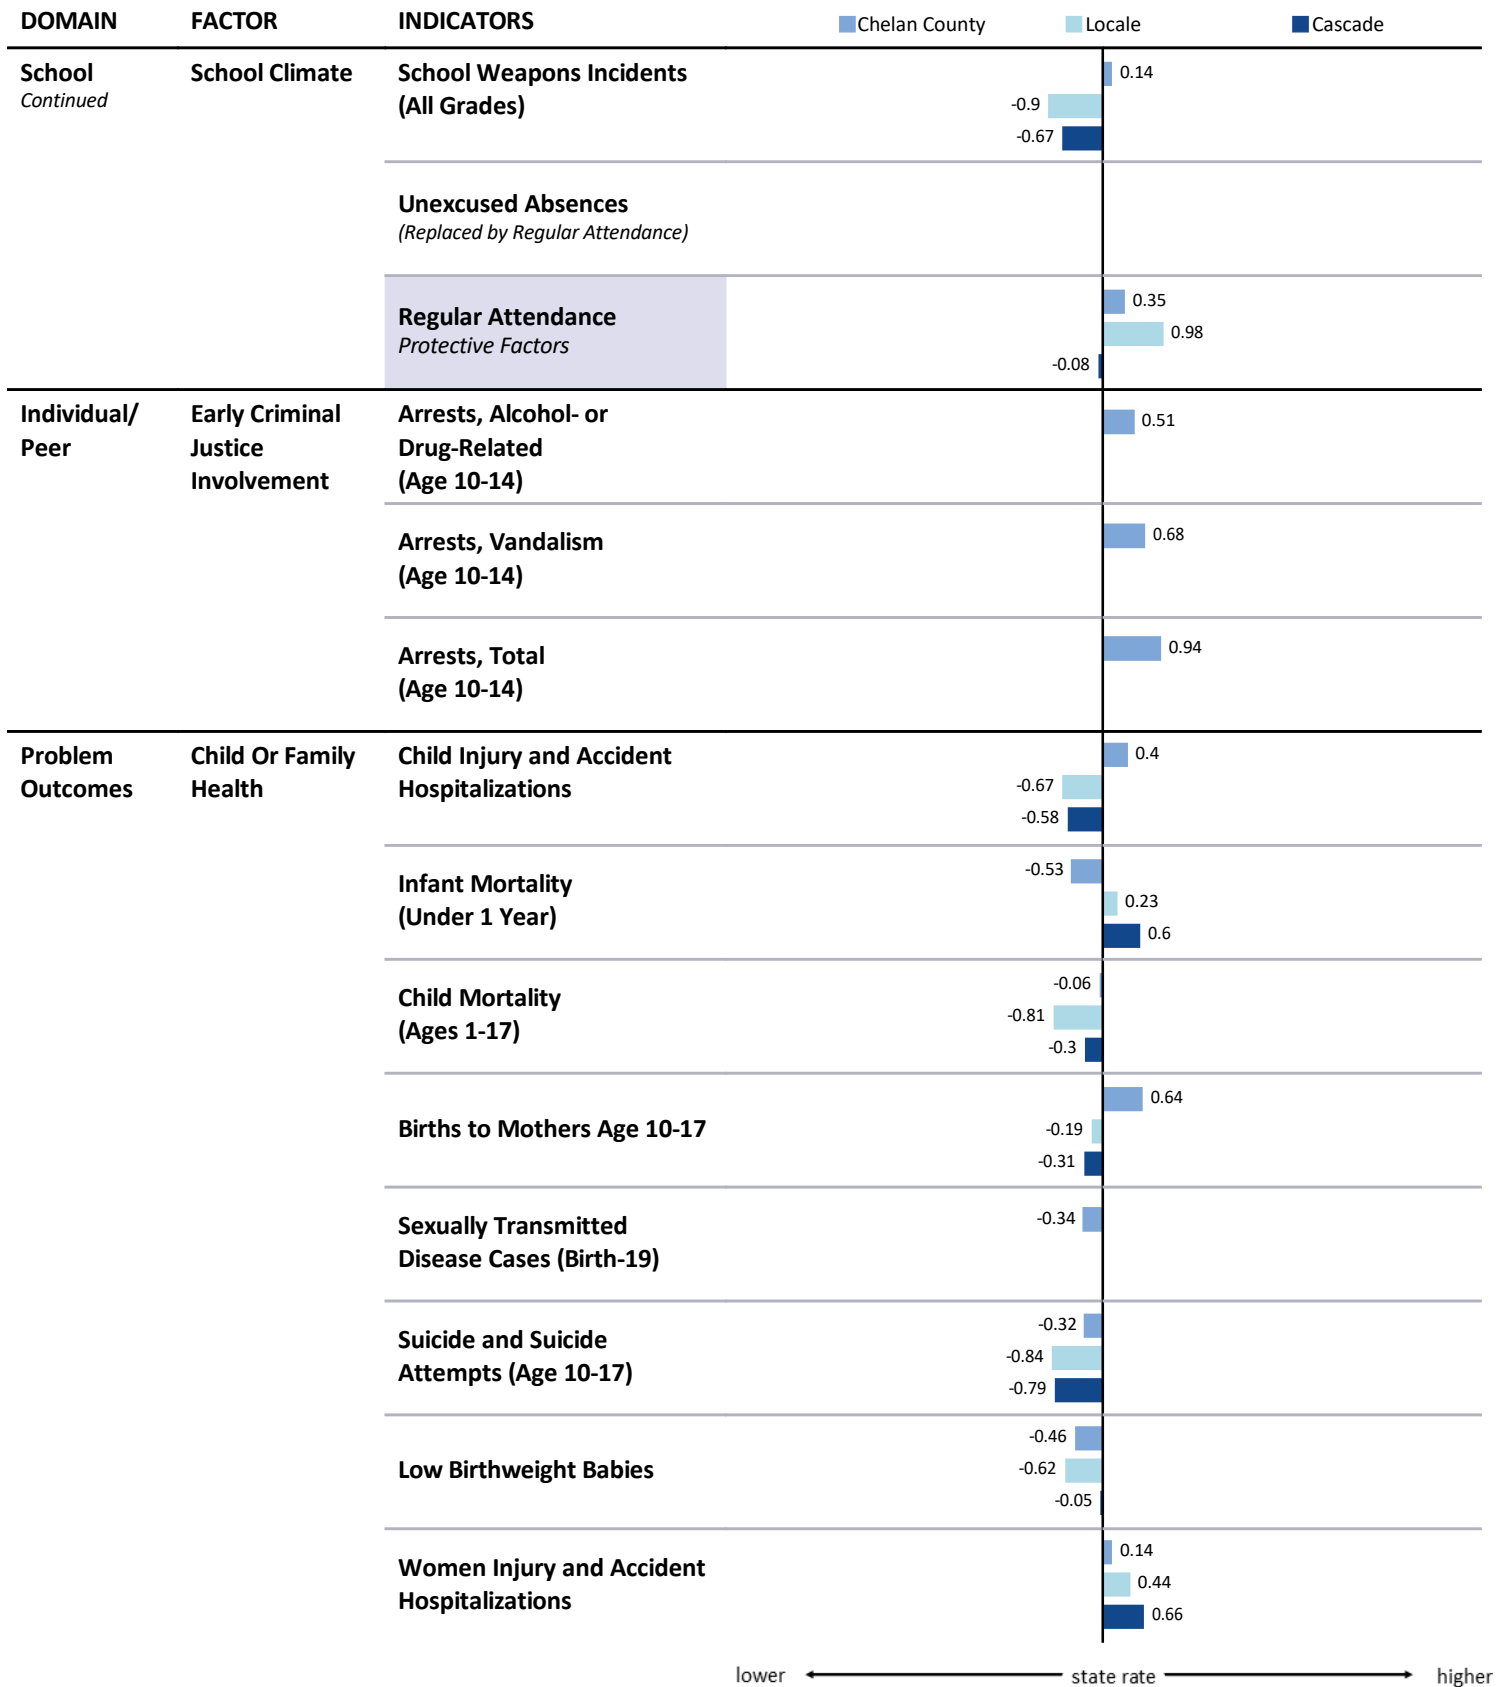 DOMAIN FACTOR INDICATORS Chelan County Locale Cascade
School School Climate School Weapons Incidents 0.14
Continued (All Grades) -0.9
-0.67
Unexcused Absences
(Replaced by Regular Attendance)
0.35
Regular Attendance 0.98
Protective Factors -0.08
Individual/ Early Criminal Arrests, Alcohol- or 0.51
Peer Justice Drug-Related
Involvement (Age 10-14)
Arrests, Vandalism 0.68
(Age 10-14)
Arrests, Total 0.94
(Age 10-14)
Problem Child Or Family Child Injury and Accident 0.4
Outcomes Health Hospitalizations -0.67
-0.58
-0.53
Infant Mortality 0.23
(Under 1 Year) 0.6
-0.06
Child Mortality -0.81
(Ages 1-17) -0.3
0.64
Births to Mothers Age 10-17 -0.19
-0.31
Sexually Transmitted -0.34
Disease Cases (Birth-19)
-0.32
Suicide and Suicide -0.84
Attempts (Age 10-17) -0.79
-0.46
Low Birthweight Babies -0.62
-0.05
0.14
Women Injury and Accident 0.44
Hospitalizations 0.66
lower state rate higher